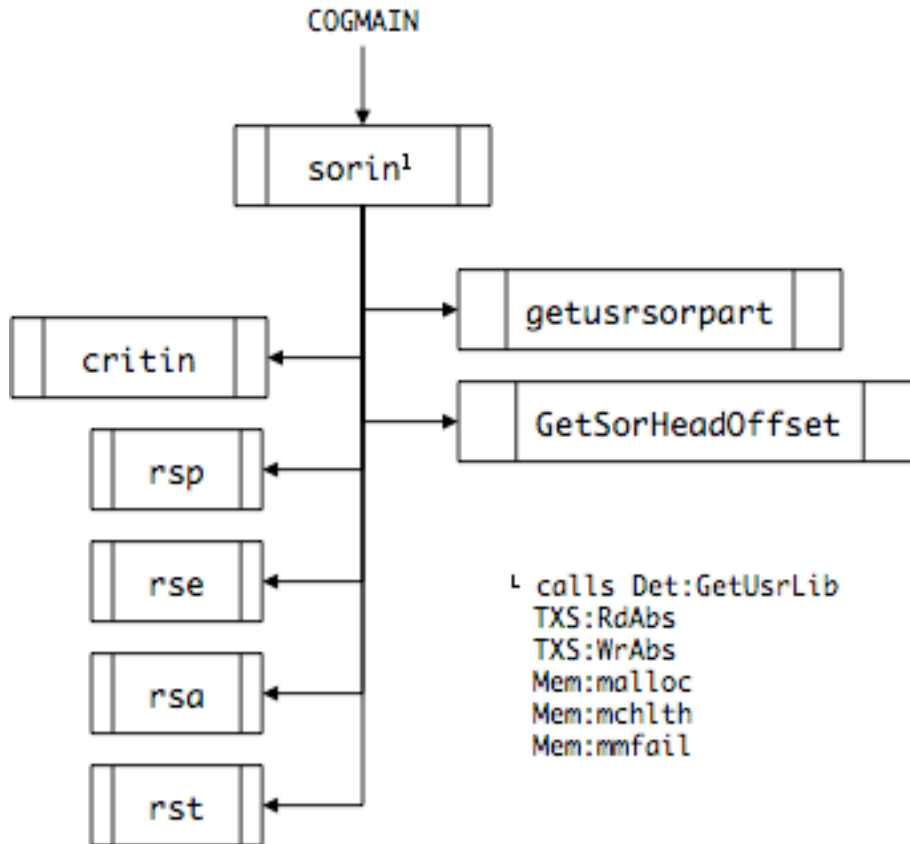 COGMAIN
sorin¹
getusrsorpart
critin
GetSorHeadOffset
rsp
rse
rsa
rst
¹ calls Det:GetUsrLib
TXS:RdAbs
TXS:WrAbs
Mem:malloc
Mem:mchlth
Mem:mmfail